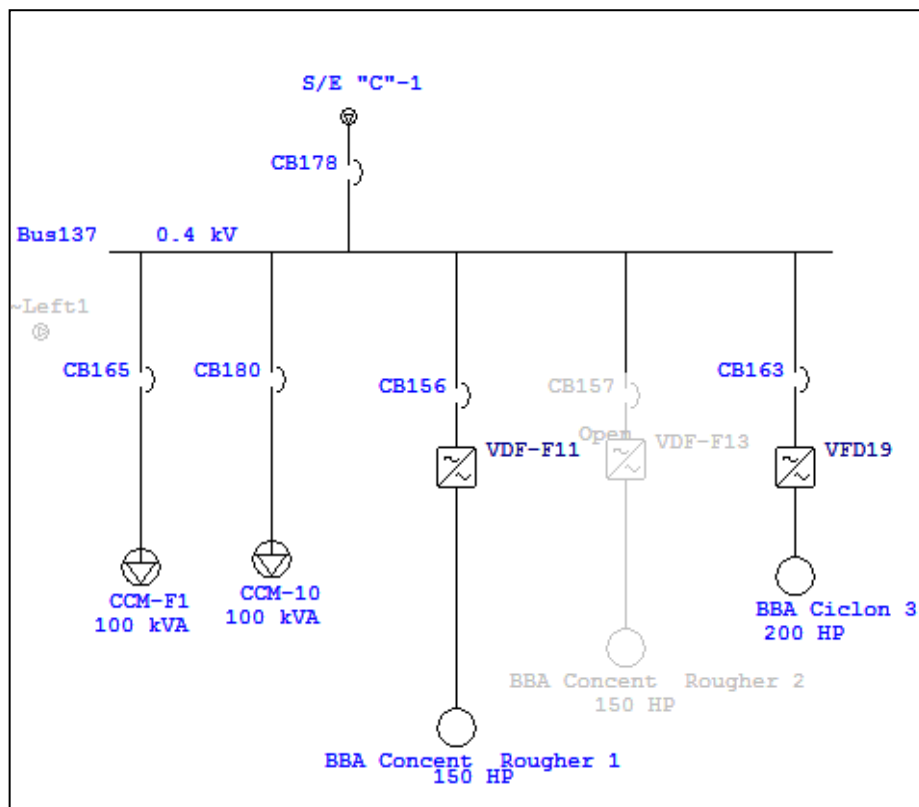 S/E "C"-1
CB178
Bus137 0.4 kV
~Left1
CB165 CB180 CB156 CB157 CB163
Open
VDF-F11 VDF-F13 VFD19
CCM-F1 CCM-10
100 kVA 100 kVA
BBA Ciclon 3
200 HP
BBA Concent Rougher 2
150 HP
BBA Concent Rougher 1
150 HP